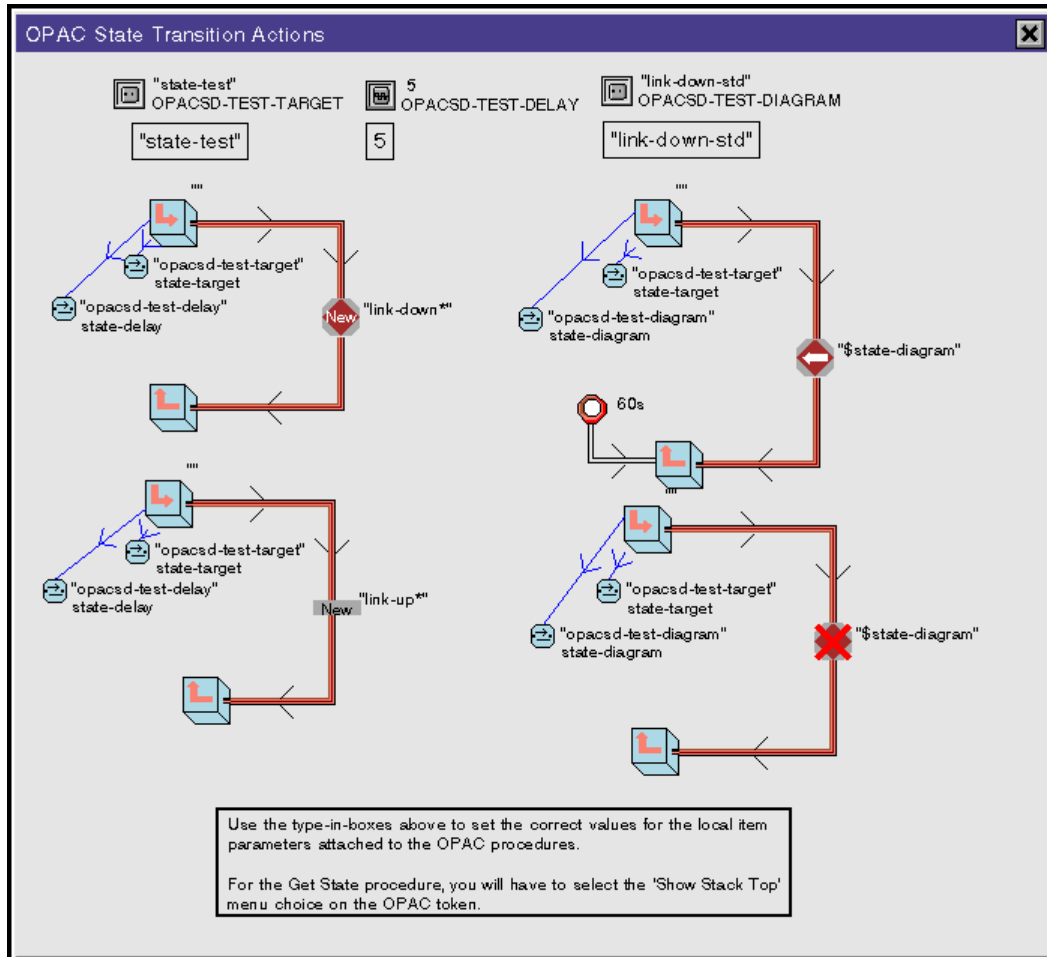 OPAC State Transition Actions
"state-test"
OPACSD-TEST-TARGET
5
OPACSD-TEST-DELAY
"link-down-std"
OPACSD-TEST-DIAGRAM
"state-test"
5
"link-down-std"
""
"opacsd-test-target"
state-target
"opacsd-test-delay"
state-delay
New
"link-down*"
""
"opacsd-test-target"
state-target
"opacsd-test-diagram"
state-diagram
"$state-diagram"
60s
""
"opacsd-test-target"
state-target
"opacsd-test-delay"
state-delay
New
"link-up*"
""
"opacsd-test-target"
state-target
"opacsd-test-diagram"
state-diagram
"$state-diagram"
Use the type-in-boxes above to set the correct values for the local item
parameters attached to the OPAC procedures.
For the Get State procedure, you will have to select the 'Show Stack Top'
menu choice on the OPAC token.